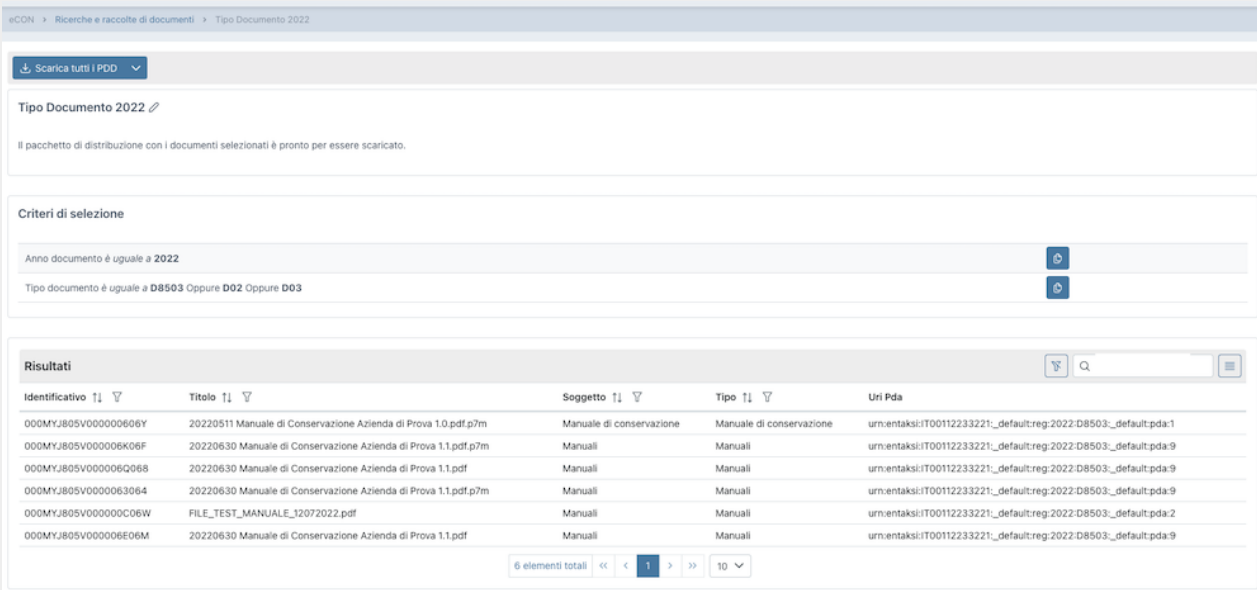 eCON > Ricerche e raccolte di documenti > Tipo Documento 2022
Scarica tutti i PDD
Tipo Documento 2022
Il pacchetto di distribuzione con i documenti selezionati è pronto per essere scaricato.
Criteri di selezione
Anno documento è uguale a 2022
Tipo documento è uguale a D8503 Oppure D02 Oppure D03
Risultati
Identificativo Titolo Soggetto Tipo Uri Pda
000MYJ805V000000606Y 20220511 Manuale di Conservazione Azienda di Prova 1.0.pdf.p7m Manuale di conservazione Manuale di conservazione urn:entaksi:IT00112233221:_default:reg:2022:D8503:_default:pda:1
000MYJ805V000006K06F 20220630 Manuale di Conservazione Azienda di Prova 1.1.pdf.p7m Manuali Manuali urn:entaksi:IT00112233221:_default:reg:2022:D8503:_default:pda:9
000MYJ805V000006Q068 20220630 Manuale di Conservazione Azienda di Prova 1.1.pdf Manuali Manuali urn:entaksi:IT00112233221:_default:reg:2022:D8503:_default:pda:9
000MYJ805V0000063064 20220630 Manuale di Conservazione Azienda di Prova 1.1.pdf.p7m Manuali Manuali urn:entaksi:IT00112233221:_default:reg:2022:D8503:_default:pda:9
000MYJ805V000000C06W FILE_TEST_MANUALE_12072022.pdf Manuali Manuali urn:entaksi:IT00112233221:_default:reg:2022:D8503:_default:pda:2
000MYJ805V000006E06M 20220630 Manuale di Conservazione Azienda di Prova 1.1.pdf Manuali Manuali urn:entaksi:IT00112233221:_default:reg:2022:D8503:_default:pda:9
6 elementi totali << < 1 > >> 10